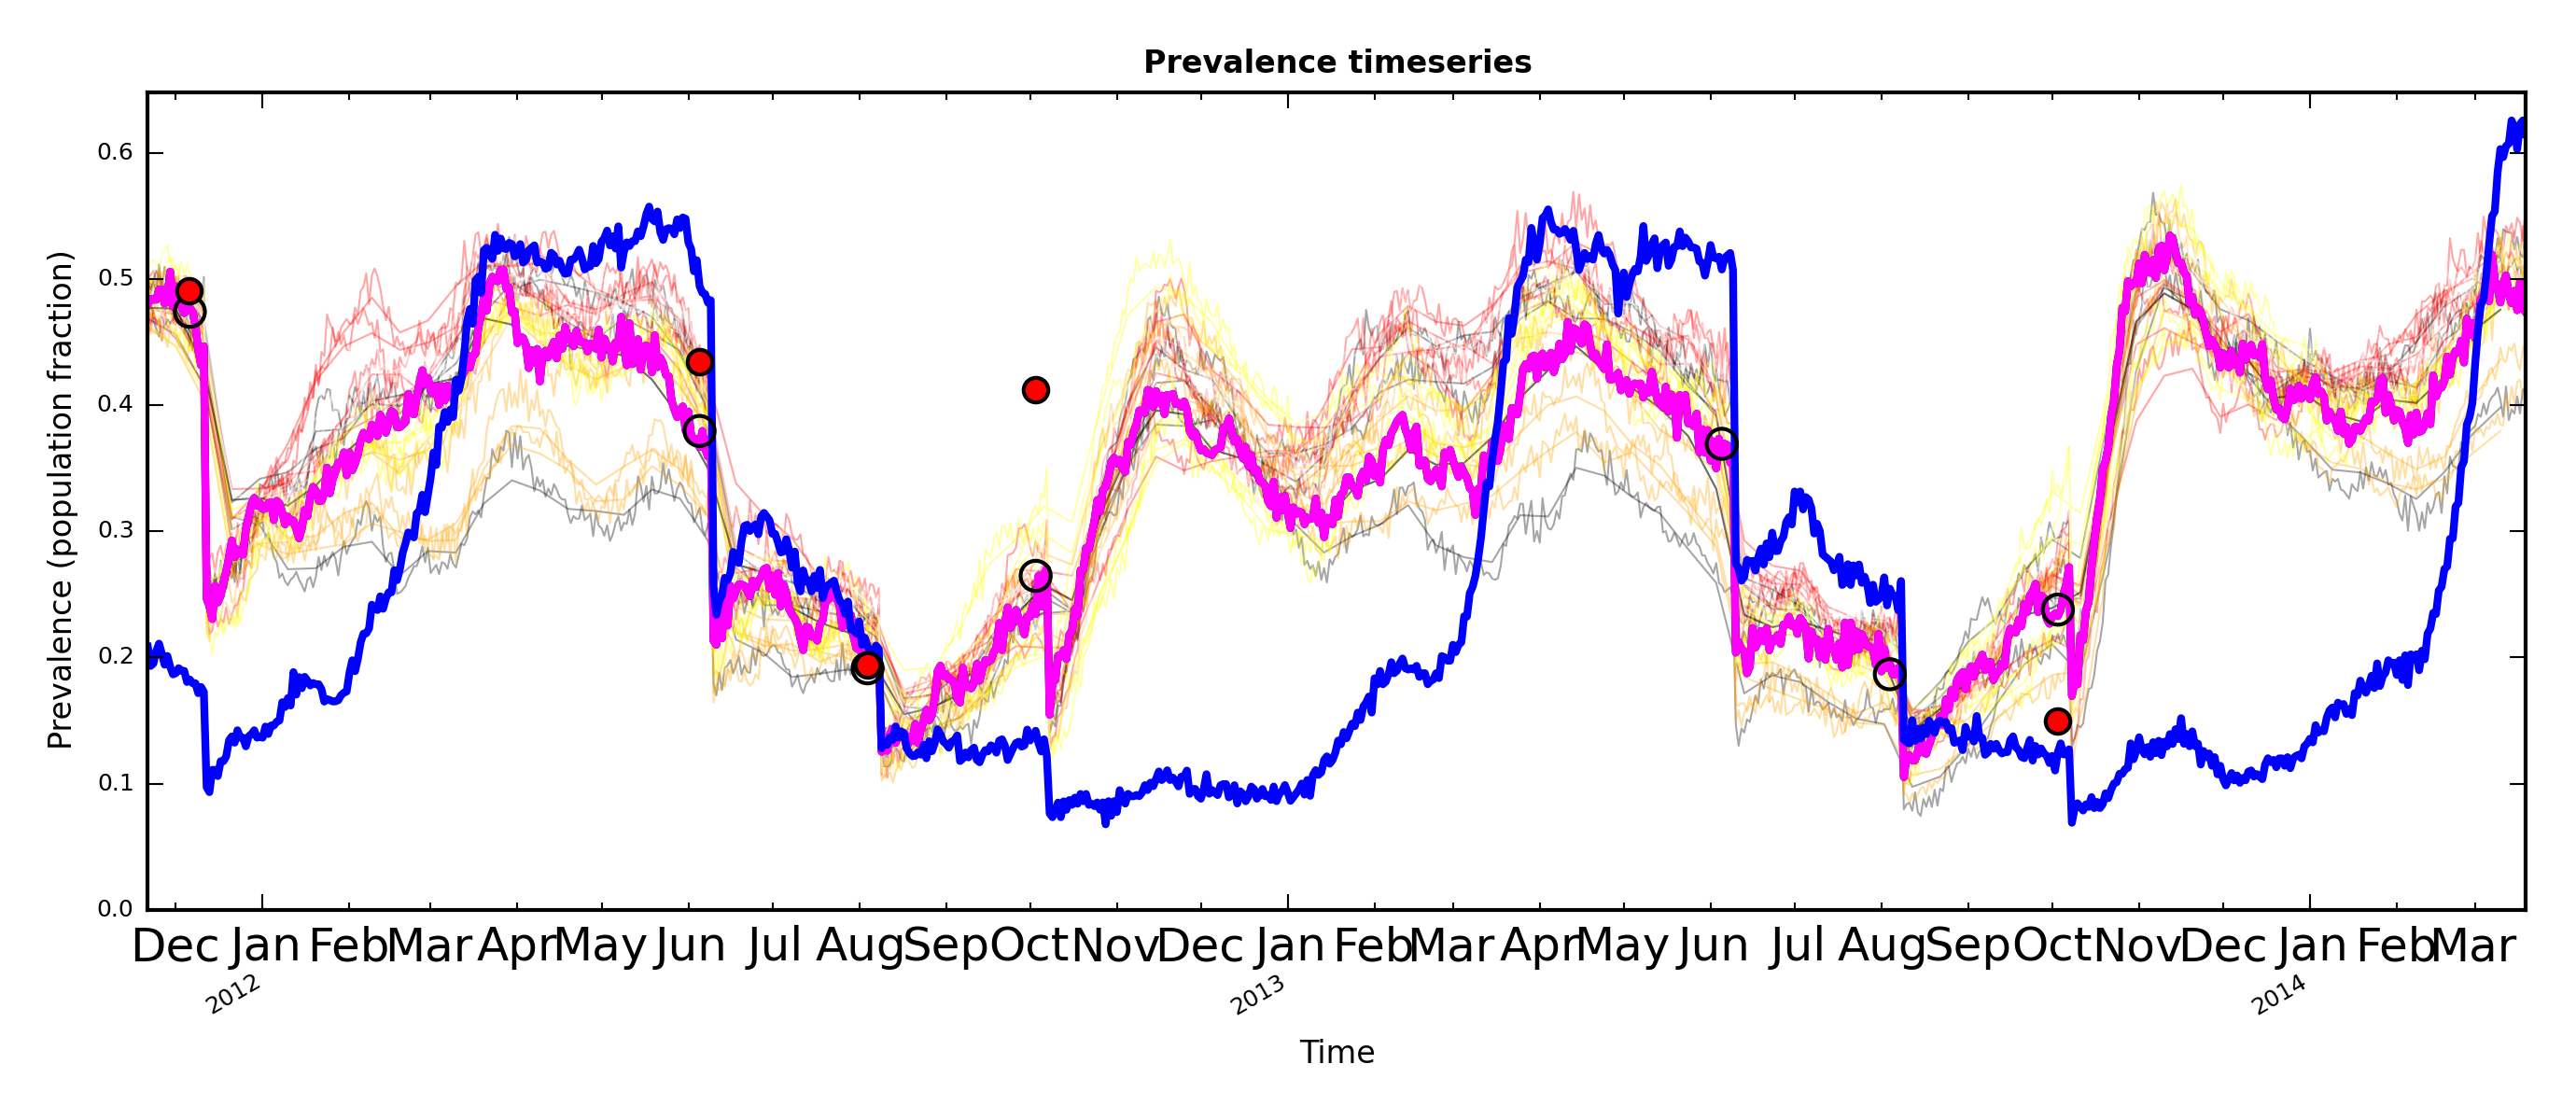 Prevalence timeseries
Prevalence (population fraction)
0.6
0.5
0.4
0.3
0.2
0.1
0.0
Dec Jan Feb Mar Apr May Jun Jul Aug Sep Oct Nov Dec Jan Feb Mar Apr May Jun Jul Aug Sep Oct Nov Dec Jan Feb Mar
2012 2013 2014
Time